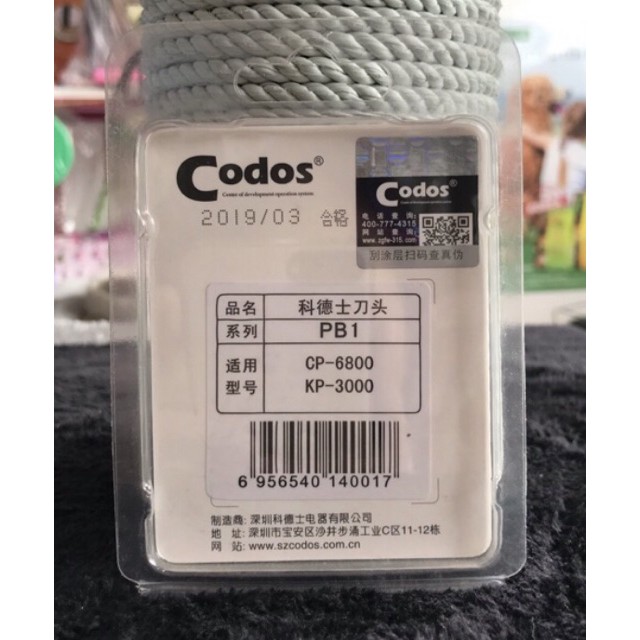 Codos®
Center of development operation system
2019/03 合格
Codos®
电话查询:
400-777-4315
网站查询:
www.zgfw-315.com
刮涂层扫码查真伪
品名 科德士刀头
系列 PB1
适用型号 CP-6800
KP-3000
6 956540 140017
制造商: 深圳科德士电器有限公司
地 址: 深圳市宝安区沙井步涌工业C区11-12栋
网 站: www.szcodos.com.cn